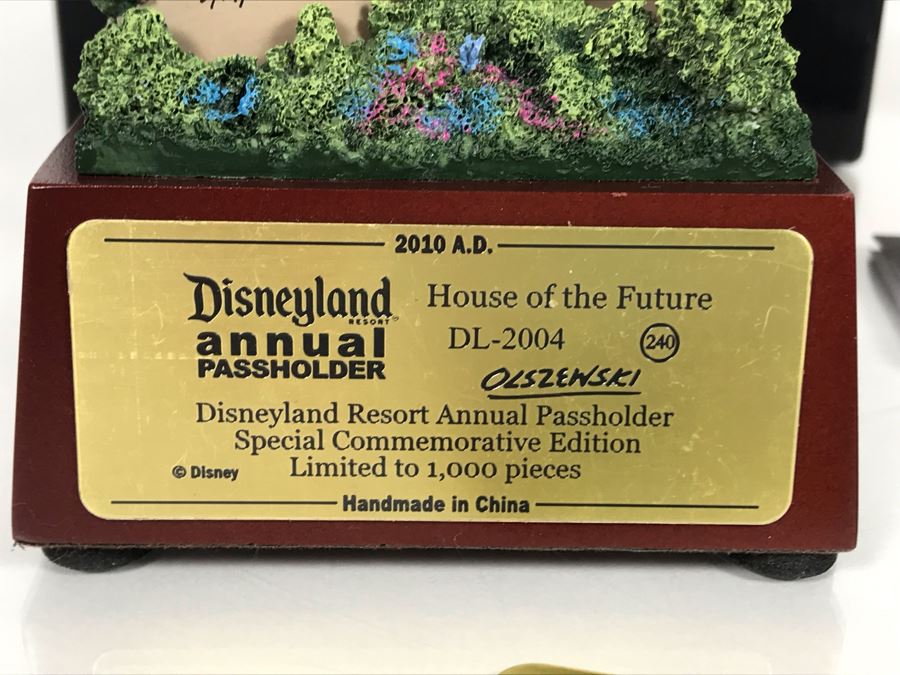 2010 A.D.
Disneyland
RESORT
annual
PASSHOLDER
House of the Future
DL-2004 240
OLSZEWSKI
Disneyland Resort Annual Passholder
Special Commemorative Edition
© Disney Limited to 1,000 pieces
Handmade in China